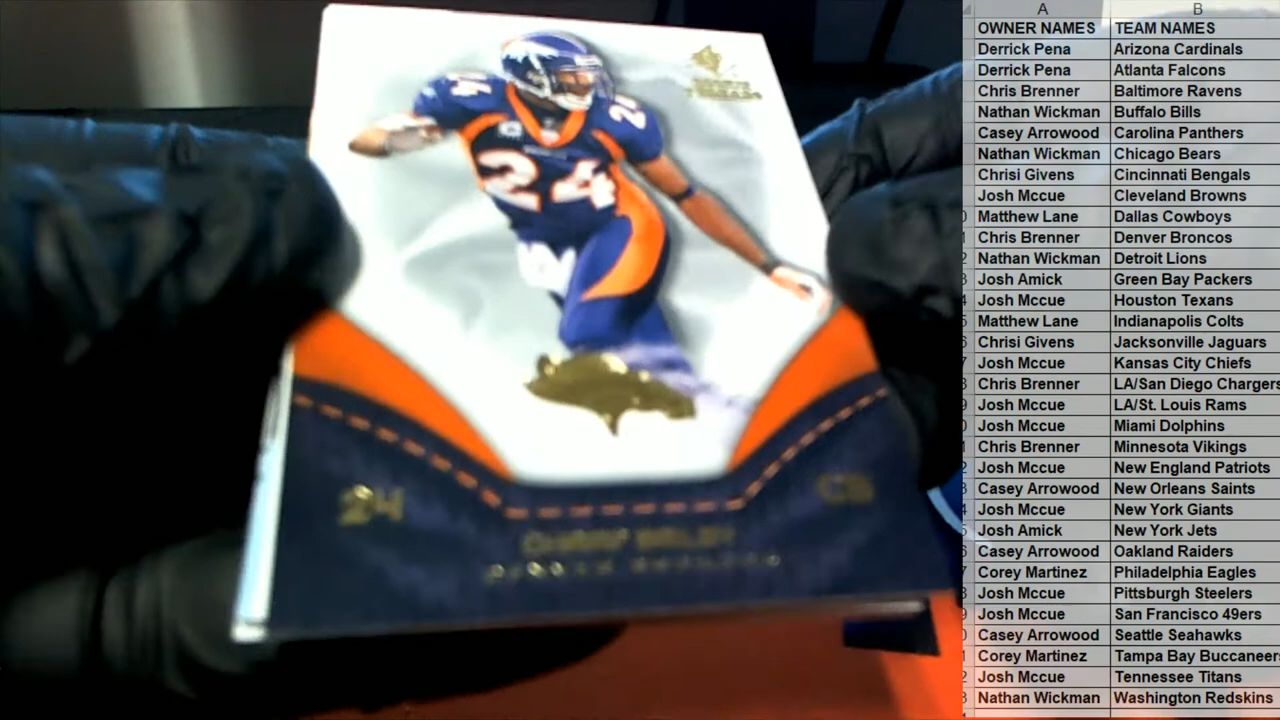 24
24
24
CB
CHAMP BAILEY
DENVER BRONCOS
A B
OWNER NAMES TEAM NAMES
Derrick Pena Arizona Cardinals
Derrick Pena Atlanta Falcons
Chris Brenner Baltimore Ravens
Nathan Wickman Buffalo Bills
Casey Arrowood Carolina Panthers
Nathan Wickman Chicago Bears
Chrisi Givens Cincinnati Bengals
Josh Mccue Cleveland Browns
Matthew Lane Dallas Cowboys
Chris Brenner Denver Broncos
Nathan Wickman Detroit Lions
Josh Amick Green Bay Packers
Josh Mccue Houston Texans
Matthew Lane Indianapolis Colts
Chrisi Givens Jacksonville Jaguars
Josh Mccue Kansas City Chiefs
Chris Brenner LA/San Diego Chargers
Josh Mccue LA/St. Louis Rams
Josh Mccue Miami Dolphins
Chris Brenner Minnesota Vikings
Josh Mccue New England Patriots
Casey Arrowood New Orleans Saints
Josh Mccue New York Giants
Josh Amick New York Jets
Casey Arrowood Oakland Raiders
Corey Martinez Philadelphia Eagles
Josh Mccue Pittsburgh Steelers
Josh Mccue San Francisco 49ers
Casey Arrowood Seattle Seahawks
Corey Martinez Tampa Bay Buccaneers
Josh Mccue Tennessee Titans
Nathan Wickman Washington Redskins